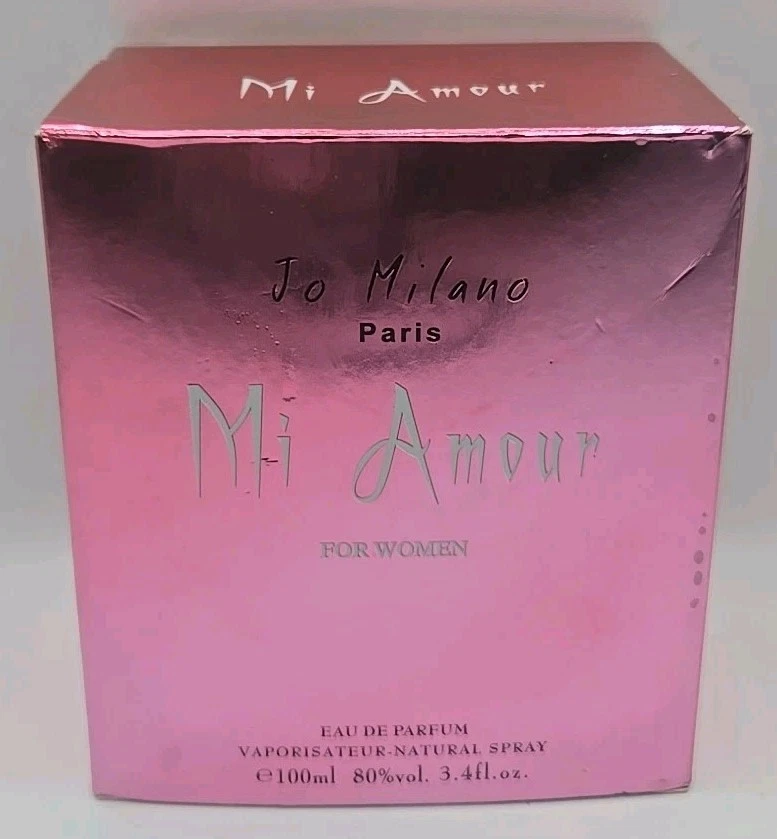 Mi Amour
Jo Milano
Paris
Mi Amour
FOR WOMEN
EAU DE PARFUM
VAPORISATEUR-NATURAL SPRAY
℮100ml 80%vol. 3.4fl.oz.